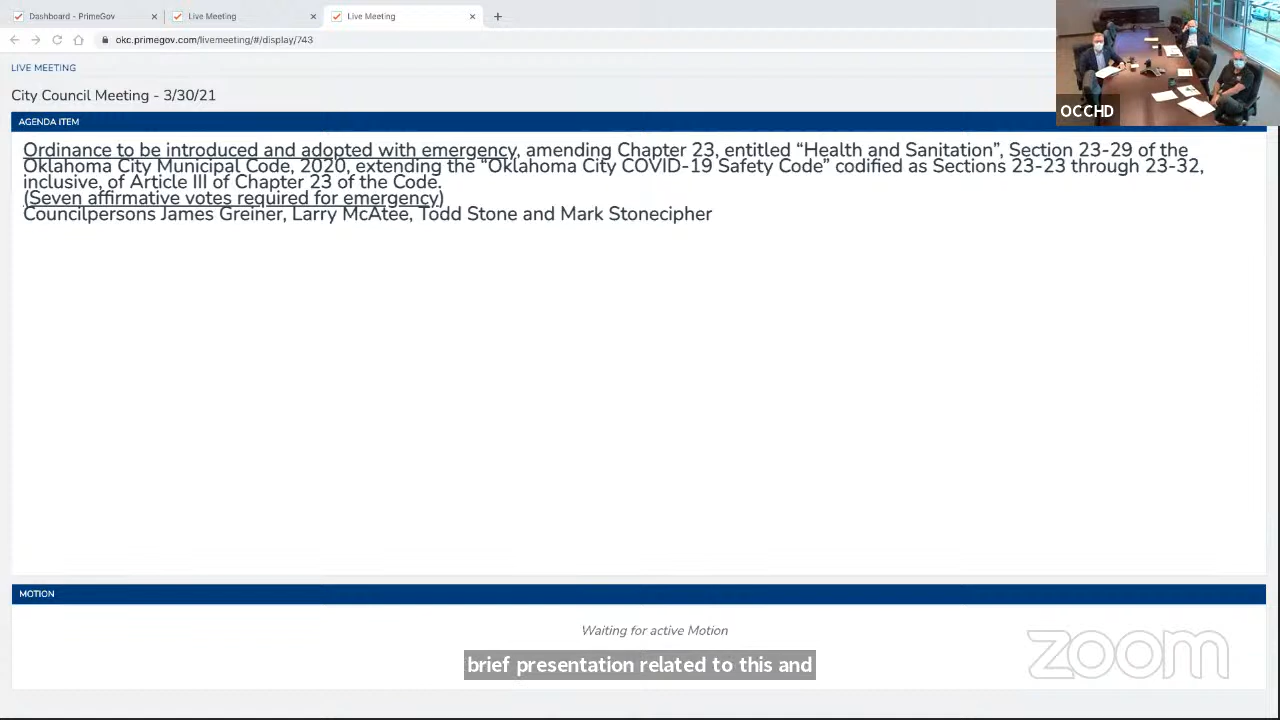 Dashboard - PrimeGov
Live Meeting
Live Meeting
okc.primegov.com/livemeeting/#/display/743
LIVE MEETING
City Council Meeting - 3/30/21
OCCHD
AGENDA ITEM
Ordinance to be introduced and adopted with emergency, amending Chapter 23, entitled “Health and Sanitation”, Section 23-29 of the
Oklahoma City Municipal Code, 2020, extending the “Oklahoma City COVID-19 Safety Code” codified as Sections 23-23 through 23-32,
inclusive, of Article III of Chapter 23 of the Code.
(Seven affirmative votes required for emergency)
Councilpersons James Greiner, Larry McAtee, Todd Stone and Mark Stonecipher
MOTION
Waiting for active Motion
brief presentation related to this and
zoom